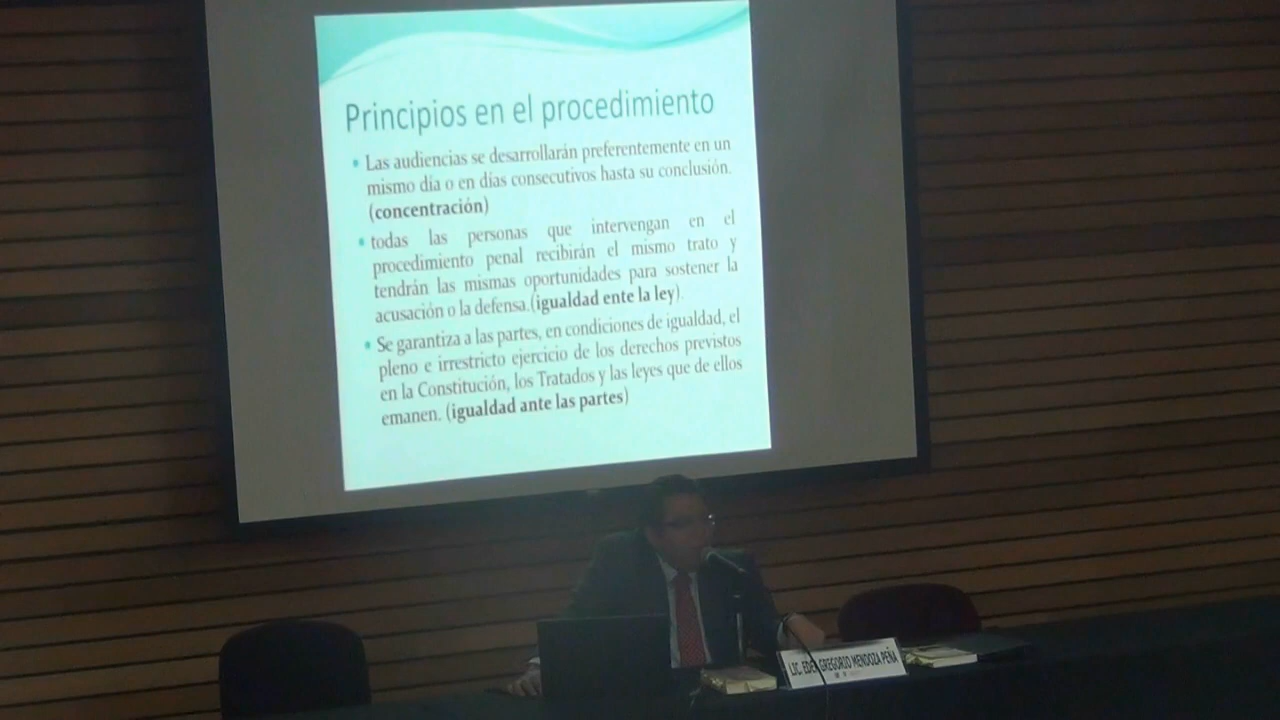 Principios en el procedimiento
• Las audiencias se desarrollarán preferentemente en un
mismo día o en días consecutivos hasta su conclusión.
(concentración)
• todas las personas que intervengan en el
procedimiento penal recibirán el mismo trato y
tendrán las mismas oportunidades para sostener la
acusación o la defensa.(igualdad ente la ley).
• Se garantiza a las partes, en condiciones de igualdad, el
pleno e irrestricto ejercicio de los derechos previstos
en la Constitución, los Tratados y las leyes que de ellos
emanen. (igualdad ante las partes)
LIC. EDER GREGORIO MENDOZA PEÑA